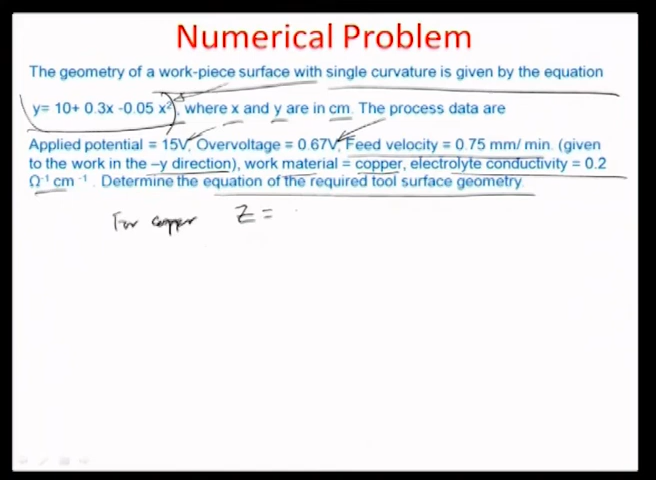 Numerical Problem
The geometry of a work-piece surface with single curvature is given by the equation
y= 10+ 0.3x -0.05 x², where x and y are in cm. The process data are
Applied potential = 15V, Overvoltage = 0.67V, Feed velocity = 0.75 mm/ min. (given
to the work in the –y direction), work material = copper, electrolyte conductivity = 0.2
Ω⁻¹ cm ⁻¹. Determine the equation of the required tool surface geometry.
For copper Z =